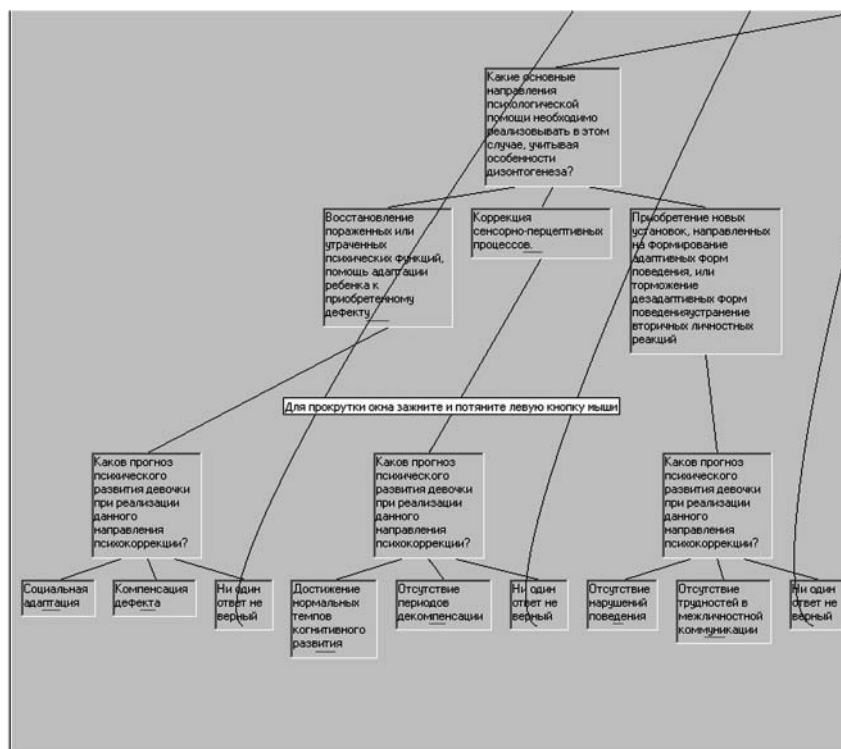 Какие основные
направления
психологической
помощи необходимо
реализовывать в этом
случае, учитывая
особенности
дизонтогенеза?
Восстановление
пораженных или
утраченных
психических функций,
помощь адаптации
ребенка к
приобретенному
дефекту
Коррекция
сенсорно-перцептивных
процессов.
Приобретение новых
установок, направленных
на формирование
адаптивных форм
поведения, или
торможение
дезадаптивных форм
поведенияустранение
вторичных личностных
реакций
Для прокрутки окна зажмите и потяните левую кнопку мыши
Каков прогноз
психического
развития девочки
при реализации
данного
направления
психокоррекции?
Каков прогноз
психического
развития девочки
при реализации
данного
направления
психокоррекции?
Каков прогноз
психического
развития девочки
при реализации
данного
направления
психокоррекции?
Социальная
адаптация
Компенсация
дефекта
Ни один
ответ не
верный
Достижение
нормальных
темпов
когнитивного
развития
Отсутствие
периодов
декомпенсации
Ни один
ответ не
верный
Отсутствие
нарушений
поведения
Отсутствие
трудностей в
межличностной
коммуникации
Ни один
ответ не
верный